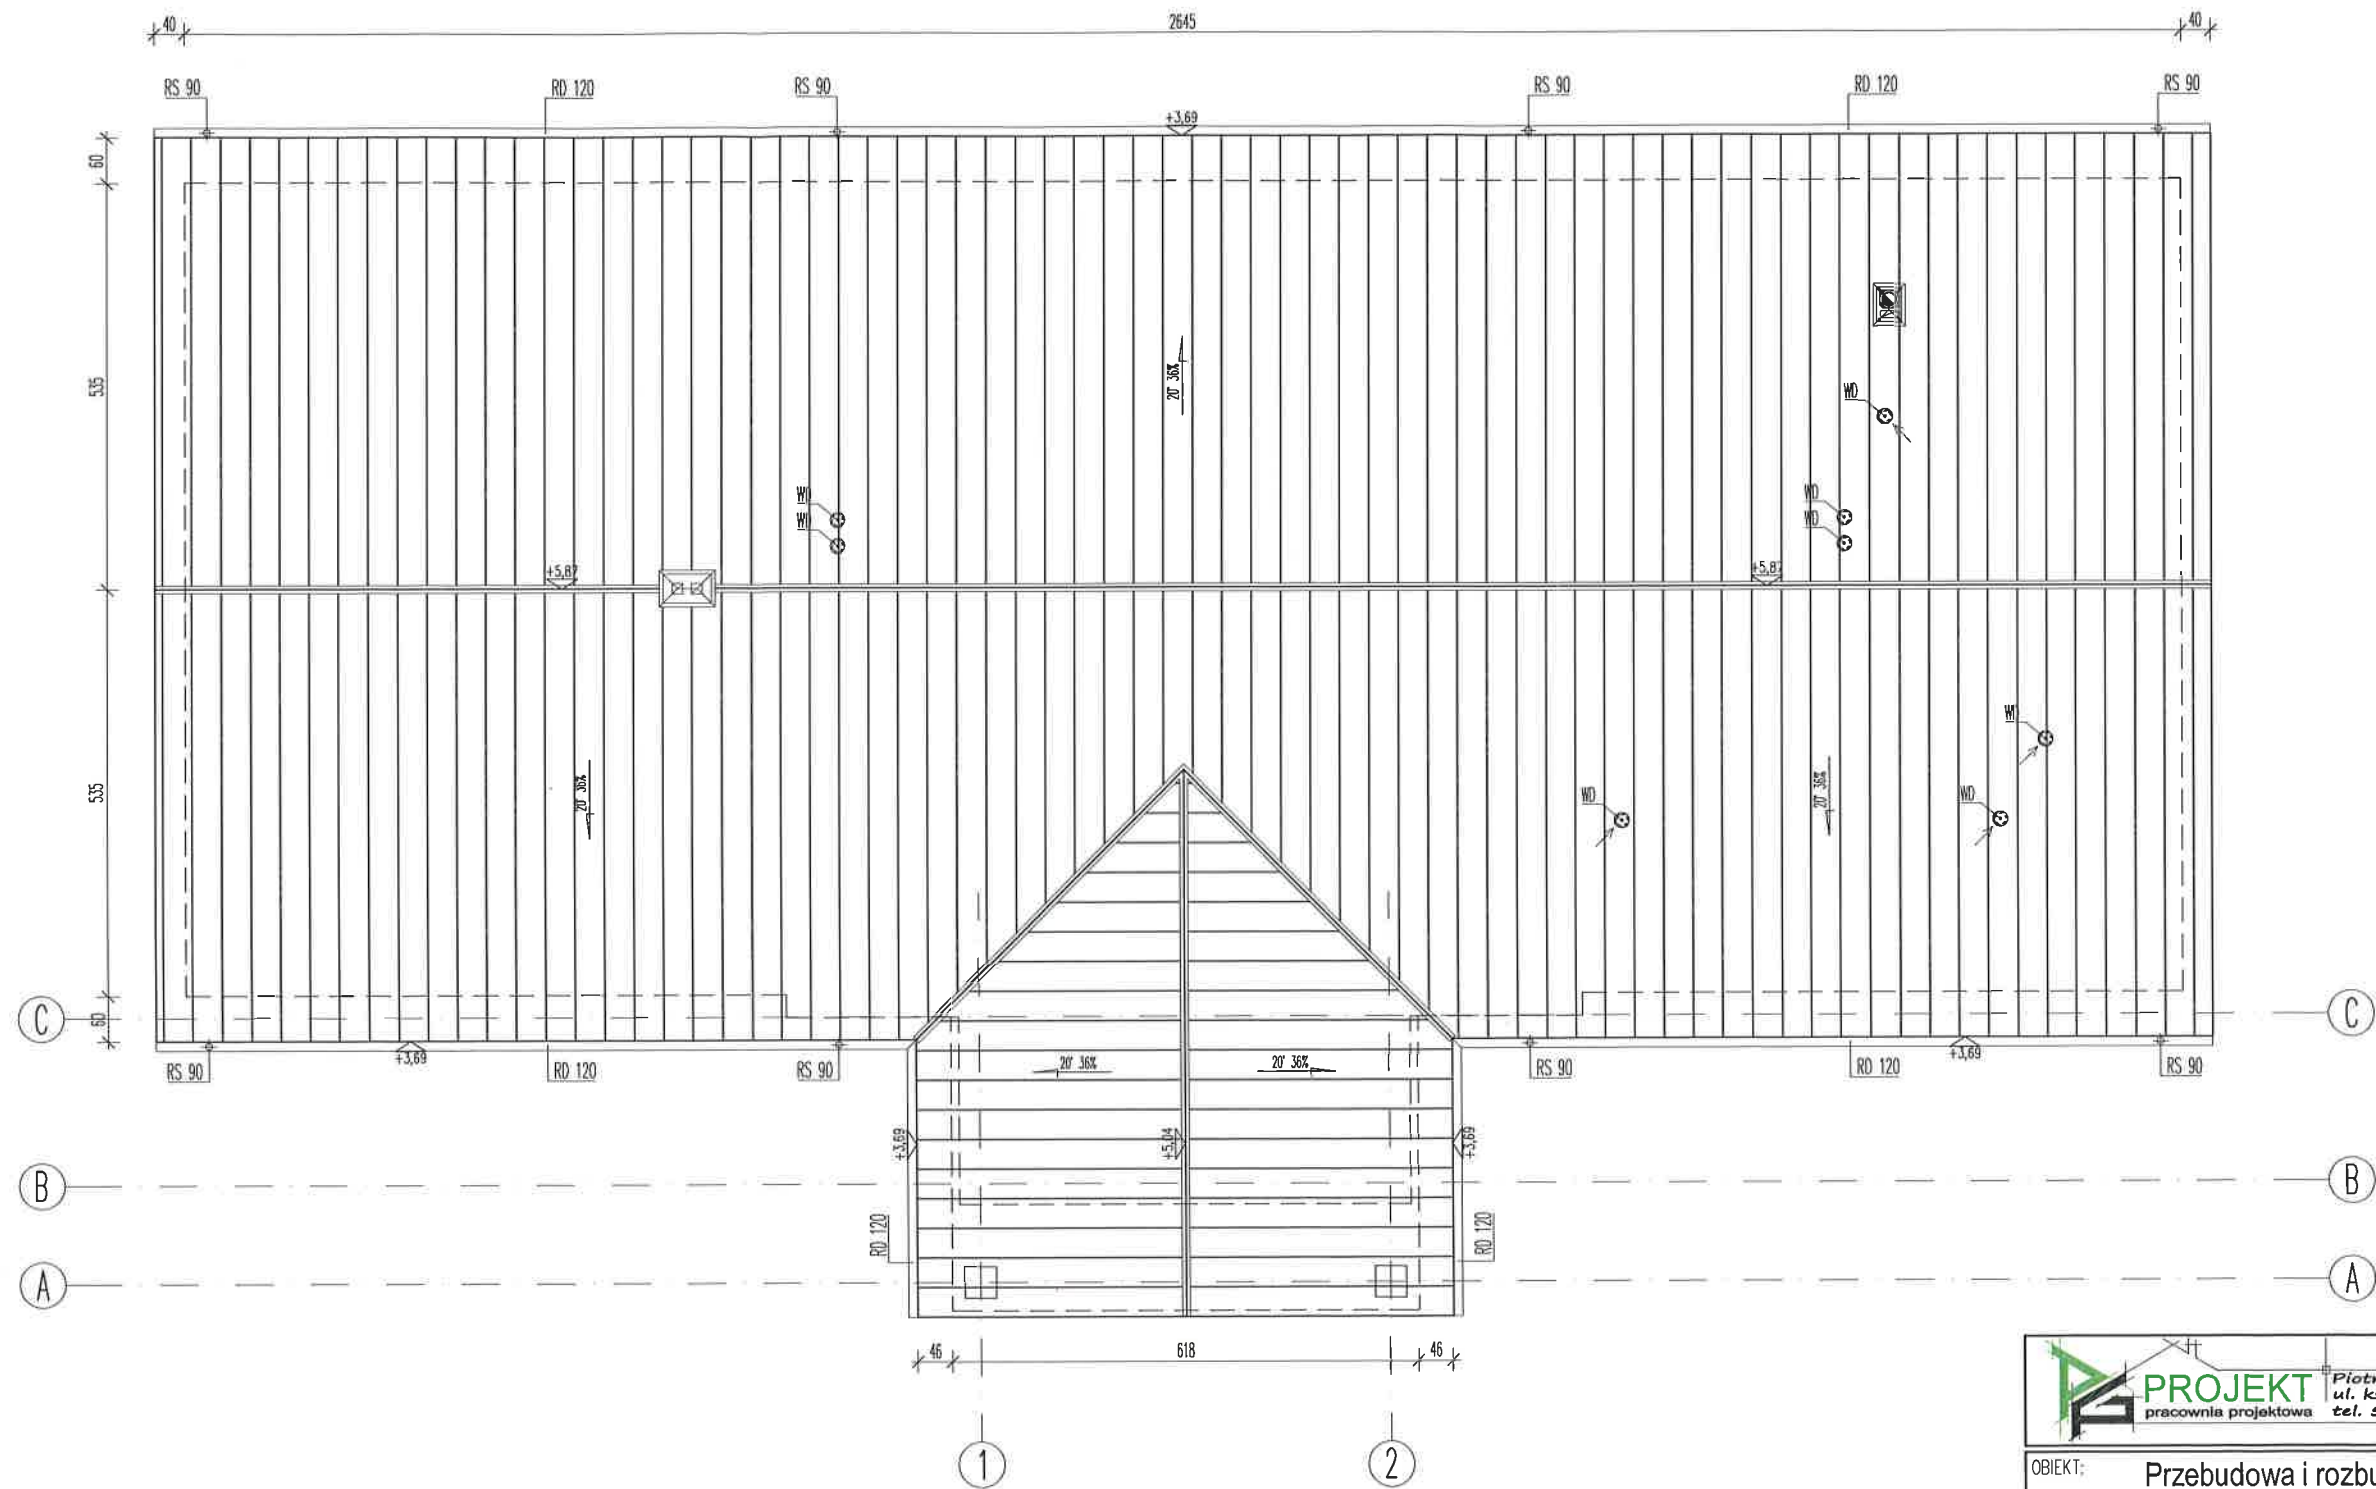 40
2645
40
RS 90
RD 120
RS 90
RS 90
RD 120
RS 90
+3,69
60
535
20° 36%
WD
WD
WD
WD
WD
+5,87
+5,87
535
20° 36%
20° 36%
WD
WD
WD
C
60
C
RS 90
+3,69
RD 120
RS 90
20° 36%
20° 36%
RS 90
RD 120
+3,69
RS 90
+3,69
+5,04
+3,69
B
B
RD 120
RD 120
A
A
46
618
46
1
2
PROJEKT
pracownia projektowa
Piotr
ul. k
tel.
OBIEKT:
Przebudowa i rozbu